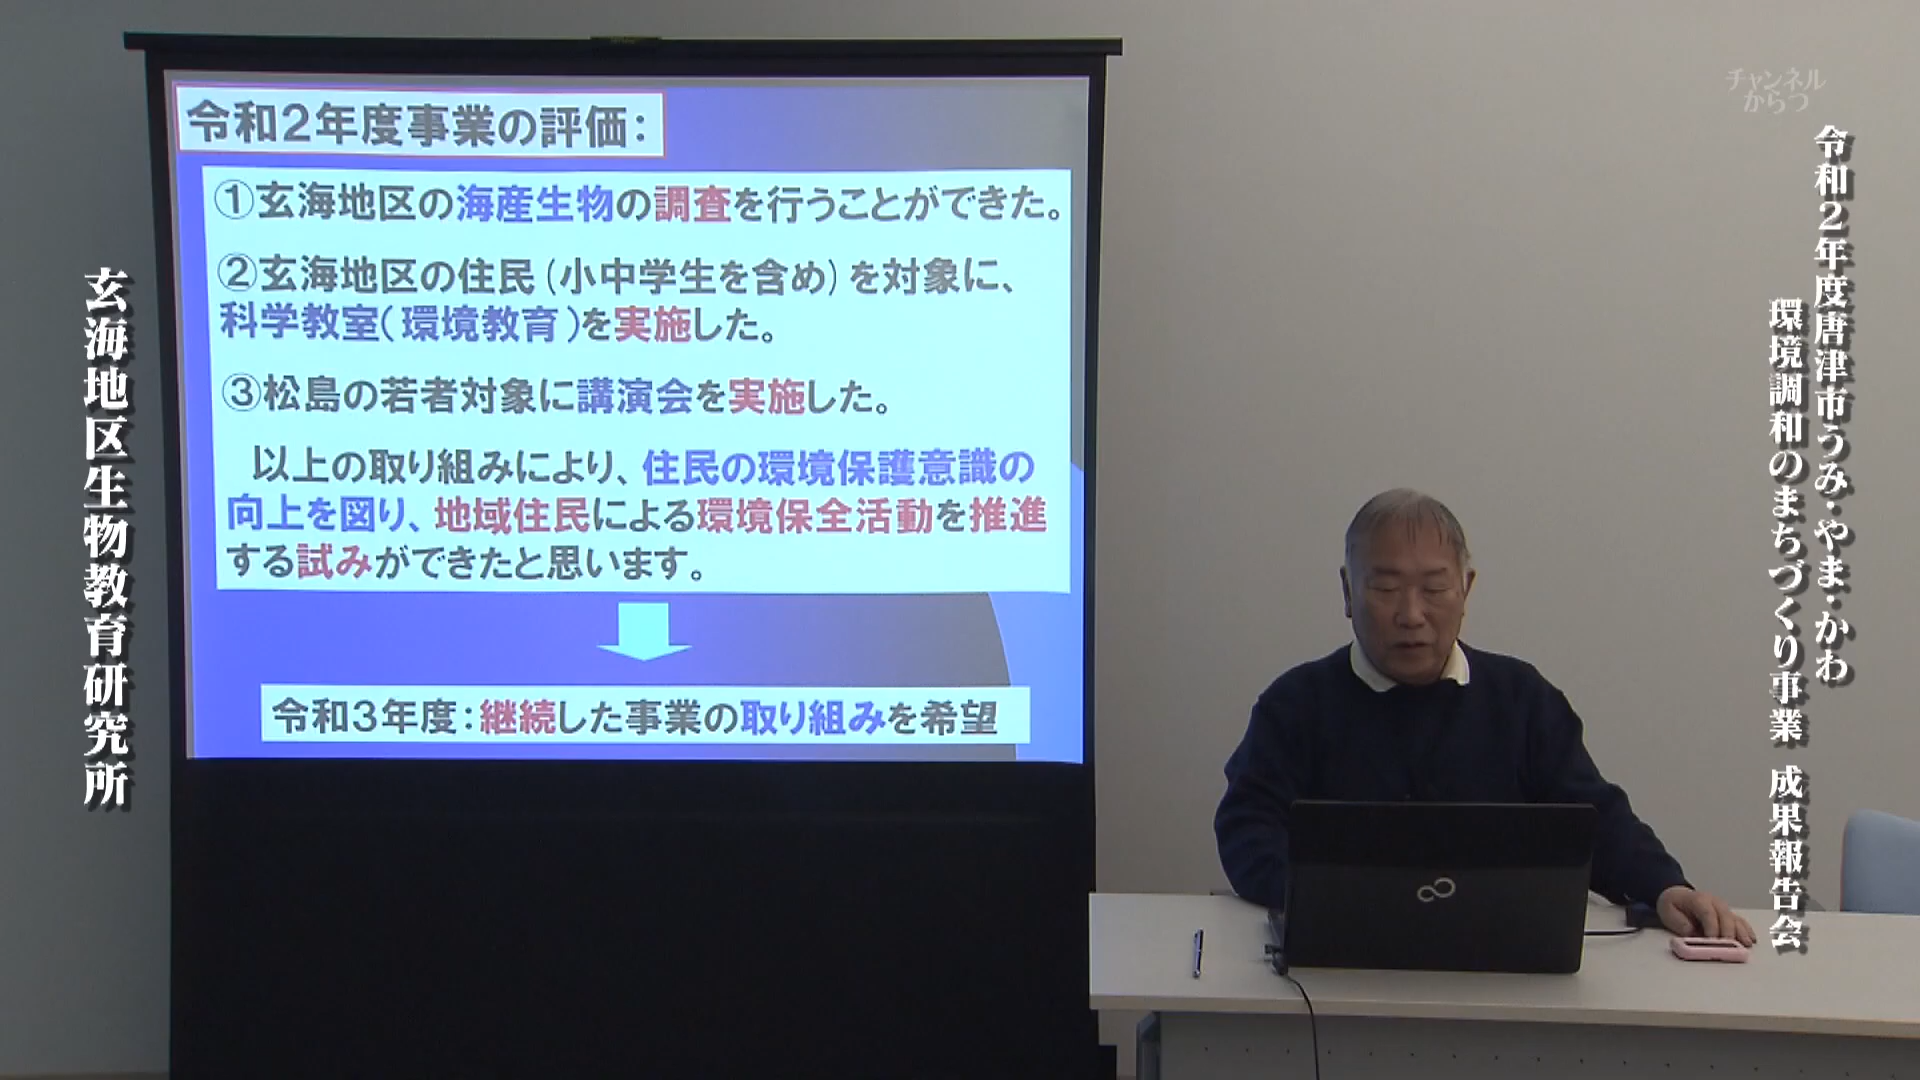 チャンネル
からつ
令和2年度唐津市うみ・やま・かわ
環境調和のまちづくり事業 成果報告会
玄海地区生物教育研究所
令和2年度事業の評価：
①玄海地区の海産生物の調査を行うことができた。
②玄海地区の住民(小中学生を含め)を対象に、
科学教室(環境教育)を実施した。
③松島の若者対象に講演会を実施した。
以上の取り組みにより、住民の環境保護意識の
向上を図り、地域住民による環境保全活動を推進
する試みができたと思います。
令和3年度：継続した事業の取り組みを希望